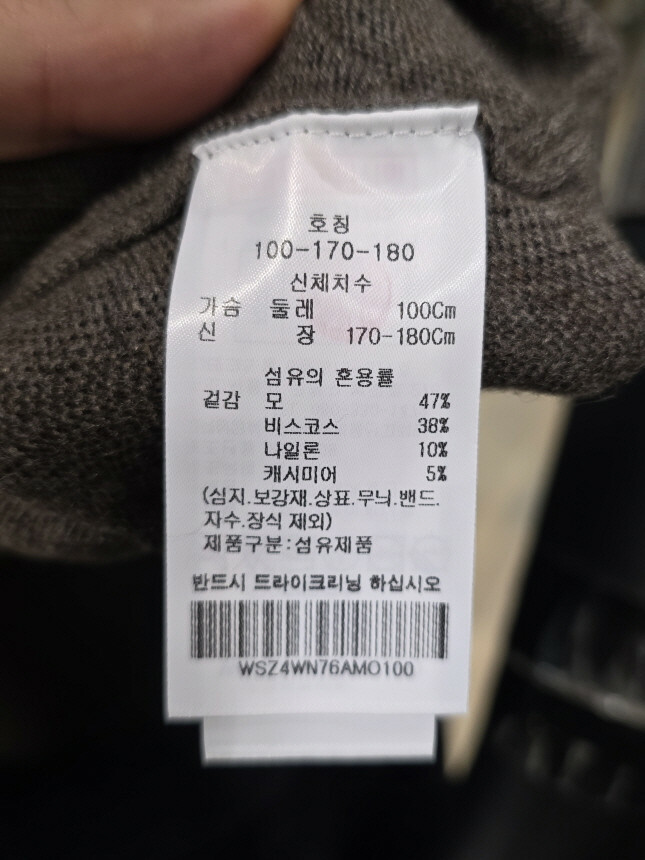 호칭
100-170-180
신체치수
가슴 둘레 100Cm
신 장 170-180Cm
섬유의 혼용률
겉감 모 47%
비스코스 38%
나일론 10%
캐시미어 5%
(심지.보강재.상표.무늬.밴드.
자수.장식 제외)
제품구분:섬유제품
반드시 드라이크리닝 하십시오
WSZ4WN76AMO100